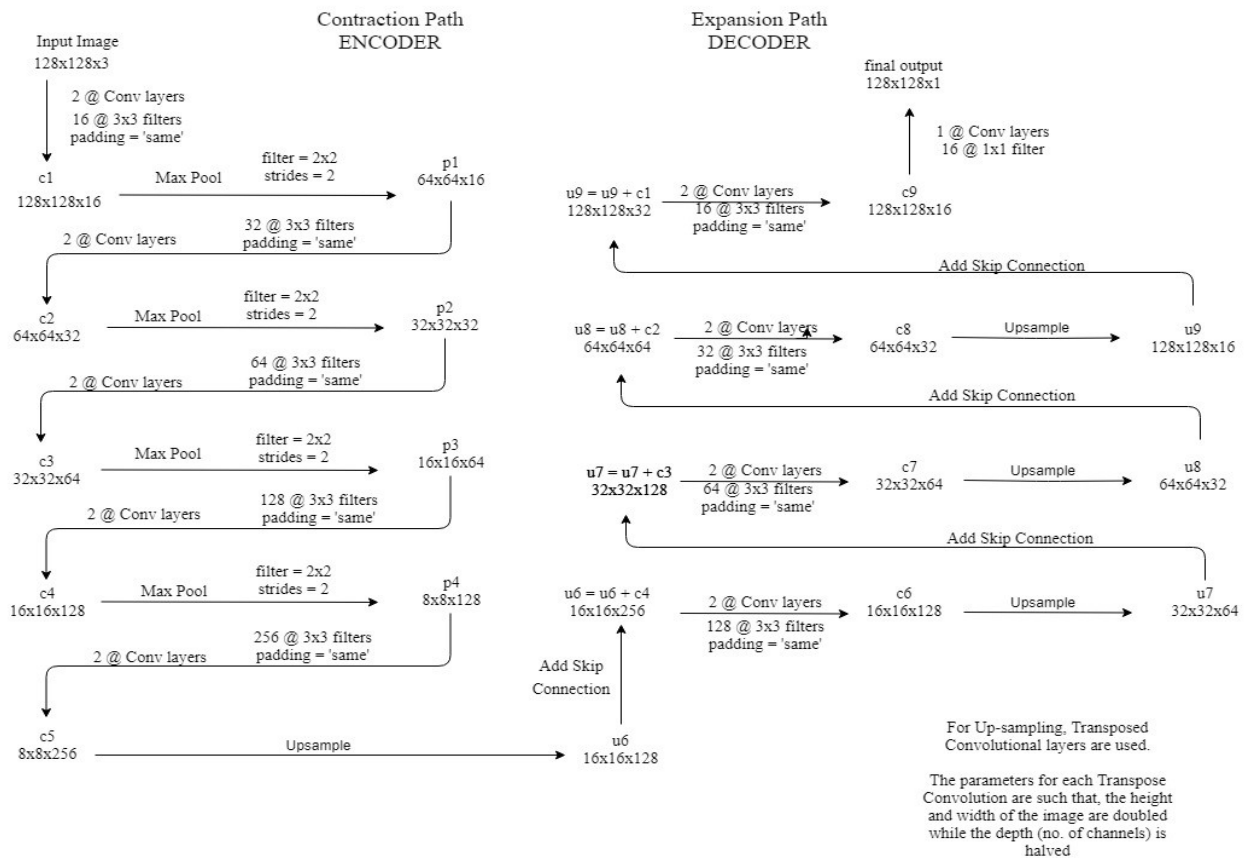 Contraction Path
ENCODER
Input Image
128x128x3
2 @ Conv layers
16 @ 3x3 filters
padding = 'same'
c1
128x128x16
Max Pool
filter = 2x2
strides = 2
p1
64x64x16
2 @ Conv layers
32 @ 3x3 filters
padding = 'same'
c2
64x64x32
Max Pool
filter = 2x2
strides = 2
p2
32x32x32
2 @ Conv layers
64 @ 3x3 filters
padding = 'same'
c3
32x32x64
Max Pool
filter = 2x2
strides = 2
p3
16x16x64
2 @ Conv layers
128 @ 3x3 filters
padding = 'same'
c4
16x16x128
Max Pool
filter = 2x2
strides = 2
p4
8x8x128
2 @ Conv layers
256 @ 3x3 filters
padding = 'same'
c5
8x8x256
Upsample
u6
16x16x128
Add Skip
Connection
Expansion Path
DECODER
final output
128x128x1
1 @ Conv layers
16 @ 1x1 filter
u9 = u9 + c1
128x128x32
2 @ Conv layers
16 @ 3x3 filters
padding = 'same'
c9
128x128x16
Add Skip Connection
u8 = u8 + c2
64x64x64
2 @ Conv layers
32 @ 3x3 filters
padding = 'same'
c8
64x64x32
Upsample
u9
128x128x16
Add Skip Connection
u7 = u7 + c3
32x32x128
2 @ Conv layers
64 @ 3x3 filters
padding = 'same'
c7
32x32x64
Upsample
u8
64x64x32
Add Skip Connection
u6 = u6 + c4
16x16x256
2 @ Conv layers
128 @ 3x3 filters
padding = 'same'
c6
16x16x128
Upsample
u7
32x32x64
For Up-sampling, Transposed
Convolutional layers are used.
The parameters for each Transpose
Convolution are such that, the height
and width of the image are doubled
while the depth (no. of channels) is
halved